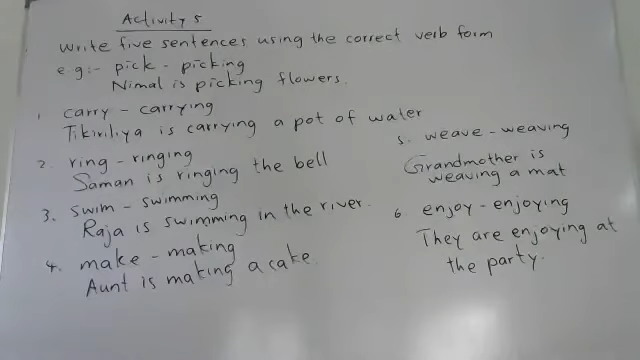 Activity 5
Write five sentences using the correct verb form
eg:- pick - picking
Nimal is picking flowers.
1. carry - carrying
Tikiriliya is carrying a pot of water
2. ring - ringing
Saman is ringing the bell
3. swim - swimming
Raja is swimming in the river.
4. make - making
Aunt is making a cake.
5. weave - weaving
Grandmother is
weaving a mat
6. enjoy - enjoying
They are enjoying at
the party.